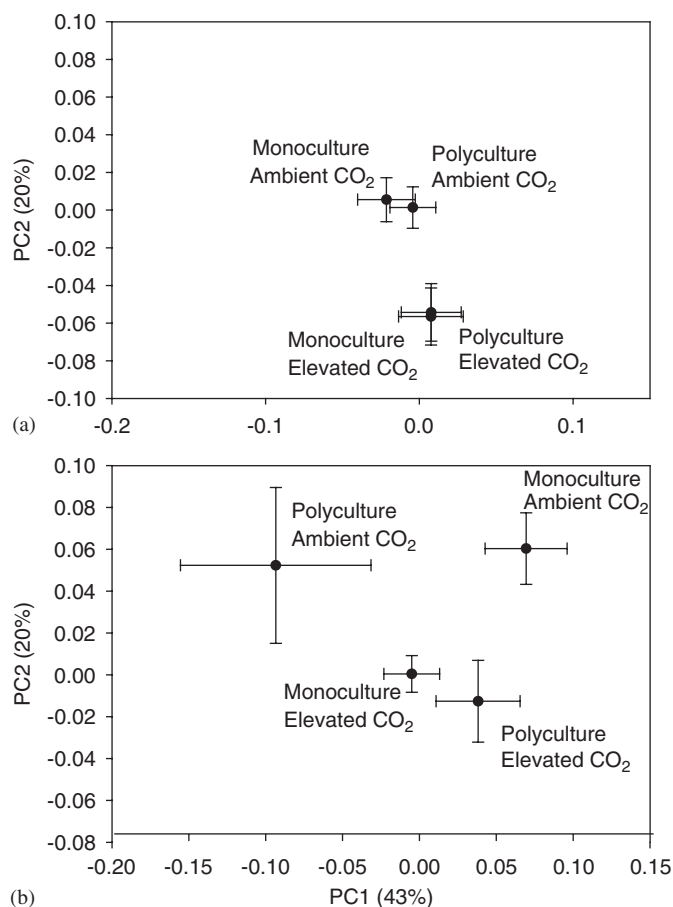 0.10
0.08
0.06
0.04
0.02
0.00
-0.02
-0.04
-0.06
-0.08
-0.10
PC2 (20%)
Monoculture
Ambient CO2
Polyculture
Ambient CO2
Monoculture
Elevated CO2
Polyculture
Elevated CO2
(a)
-0.2 -0.1 0.0 0.1
0.10
0.08
0.06
0.04
0.02
0.00
-0.02
-0.04
-0.06
-0.08
PC2 (20%)
Polyculture
Ambient CO2
Monoculture
Ambient CO2
Monoculture
Elevated CO2
Polyculture
Elevated CO2
-0.20 -0.15 -0.10 -0.05 0.00 0.05 0.10 0.15
(b)
PC1 (43%)